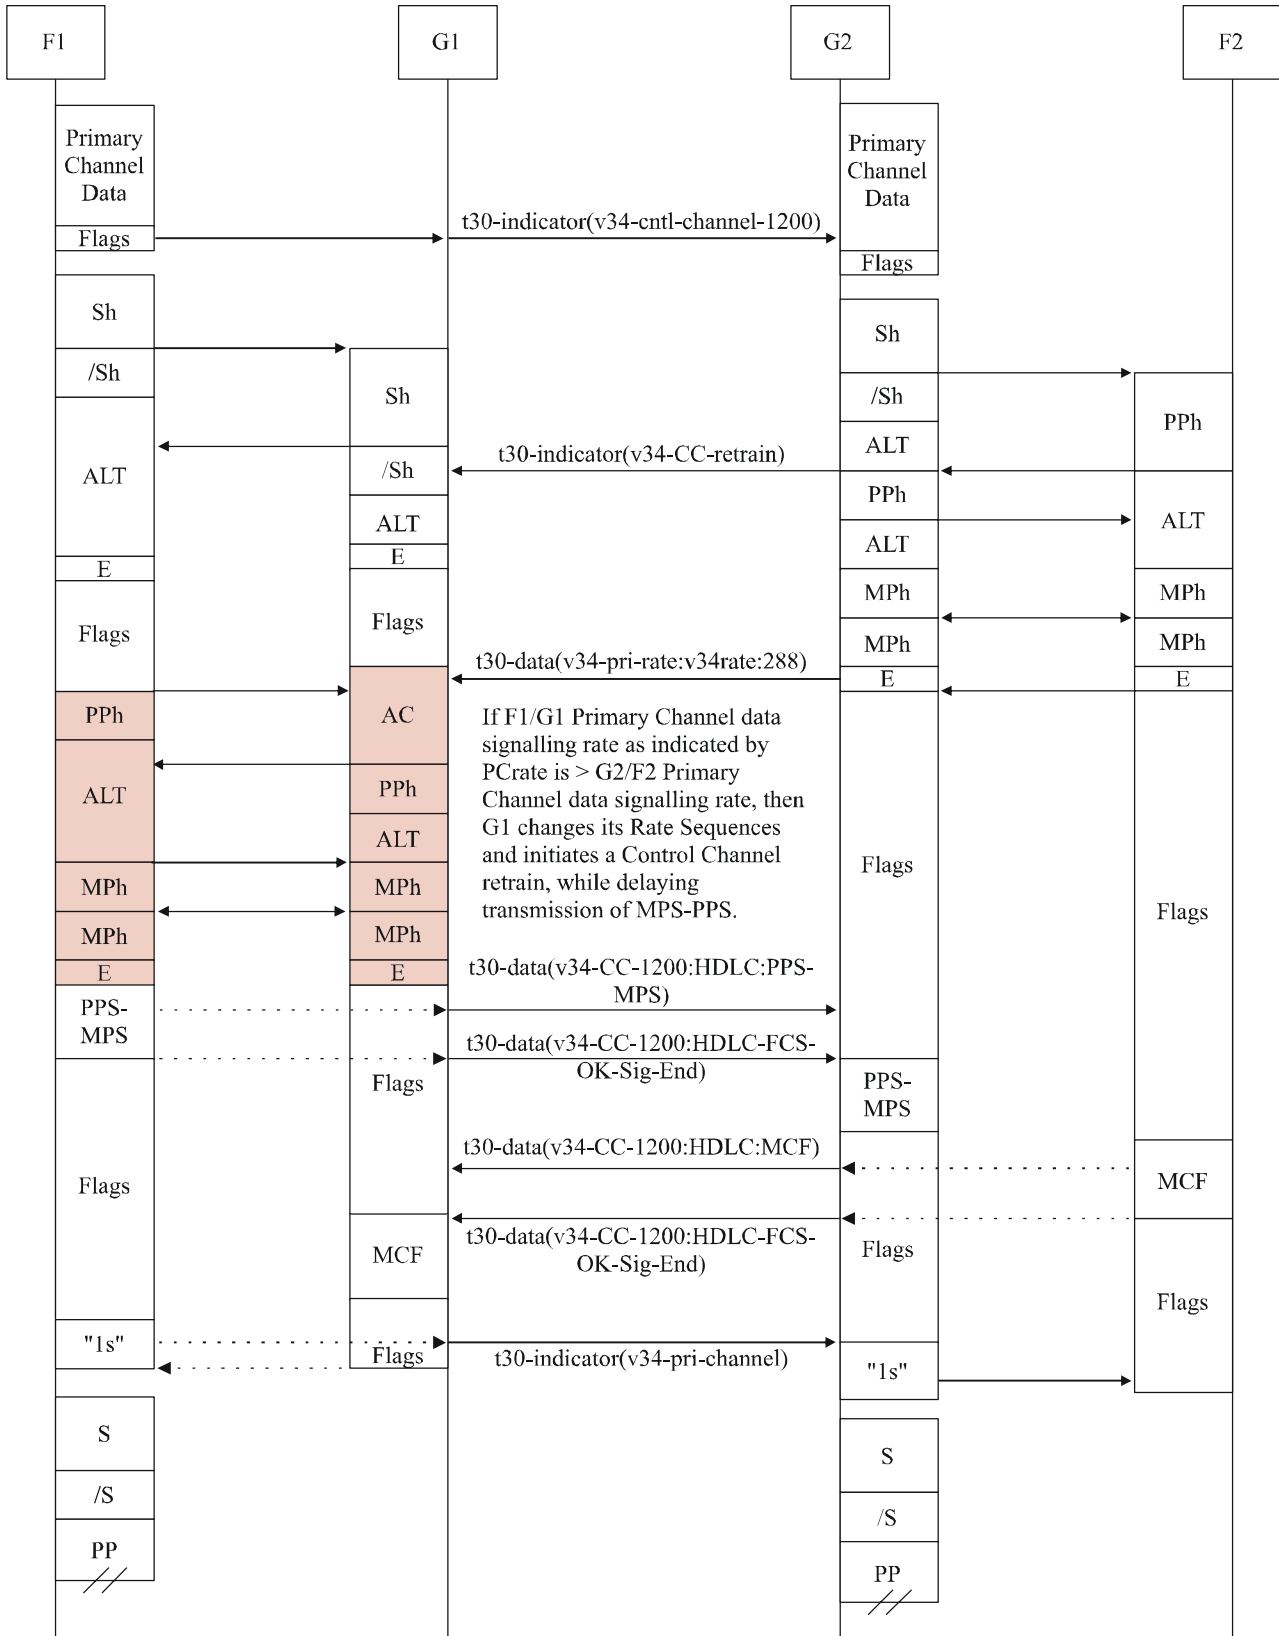 F1
G1
G2
F2
Primary
Channel
Data
Primary
Channel
Data
t30-indicator(v34-cntl-channel-1200)
Flags
Flags
Sh
Sh
/Sh
Sh
/Sh
PPh
ALT
t30-indicator(v34-CC-retrain)
ALT
/Sh
PPh
ALT
ALT
ALT
E
E
MPh
MPh
Flags
Flags
MPh
MPh
t30-data(v34-pri-rate:v34rate:288)
E
E
PPh
AC
If F1/G1 Primary Channel data
signalling rate as indicated by
PCrate is > G2/F2 Primary
Channel data signalling rate, then
G1 changes its Rate Sequences
and initiates a Control Channel
retrain, while delaying
transmission of MPS-PPS.
ALT
PPh
ALT
MPh
MPh
MPh
MPh
E
E
Flags
Flags
t30-data(v34-CC-1200:HDLC:PPS-
MPS)
PPS-
MPS
t30-data(v34-CC-1200:HDLC-FCS-
OK-Sig-End)
Flags
PPS-
MPS
t30-data(v34-CC-1200:HDLC:MCF)
Flags
MCF
t30-data(v34-CC-1200:HDLC-FCS-
OK-Sig-End)
MCF
Flags
Flags
"1s"
Flags
t30-indicator(v34-pri-channel)
"1s"
S
S
/S
/S
PP
PP